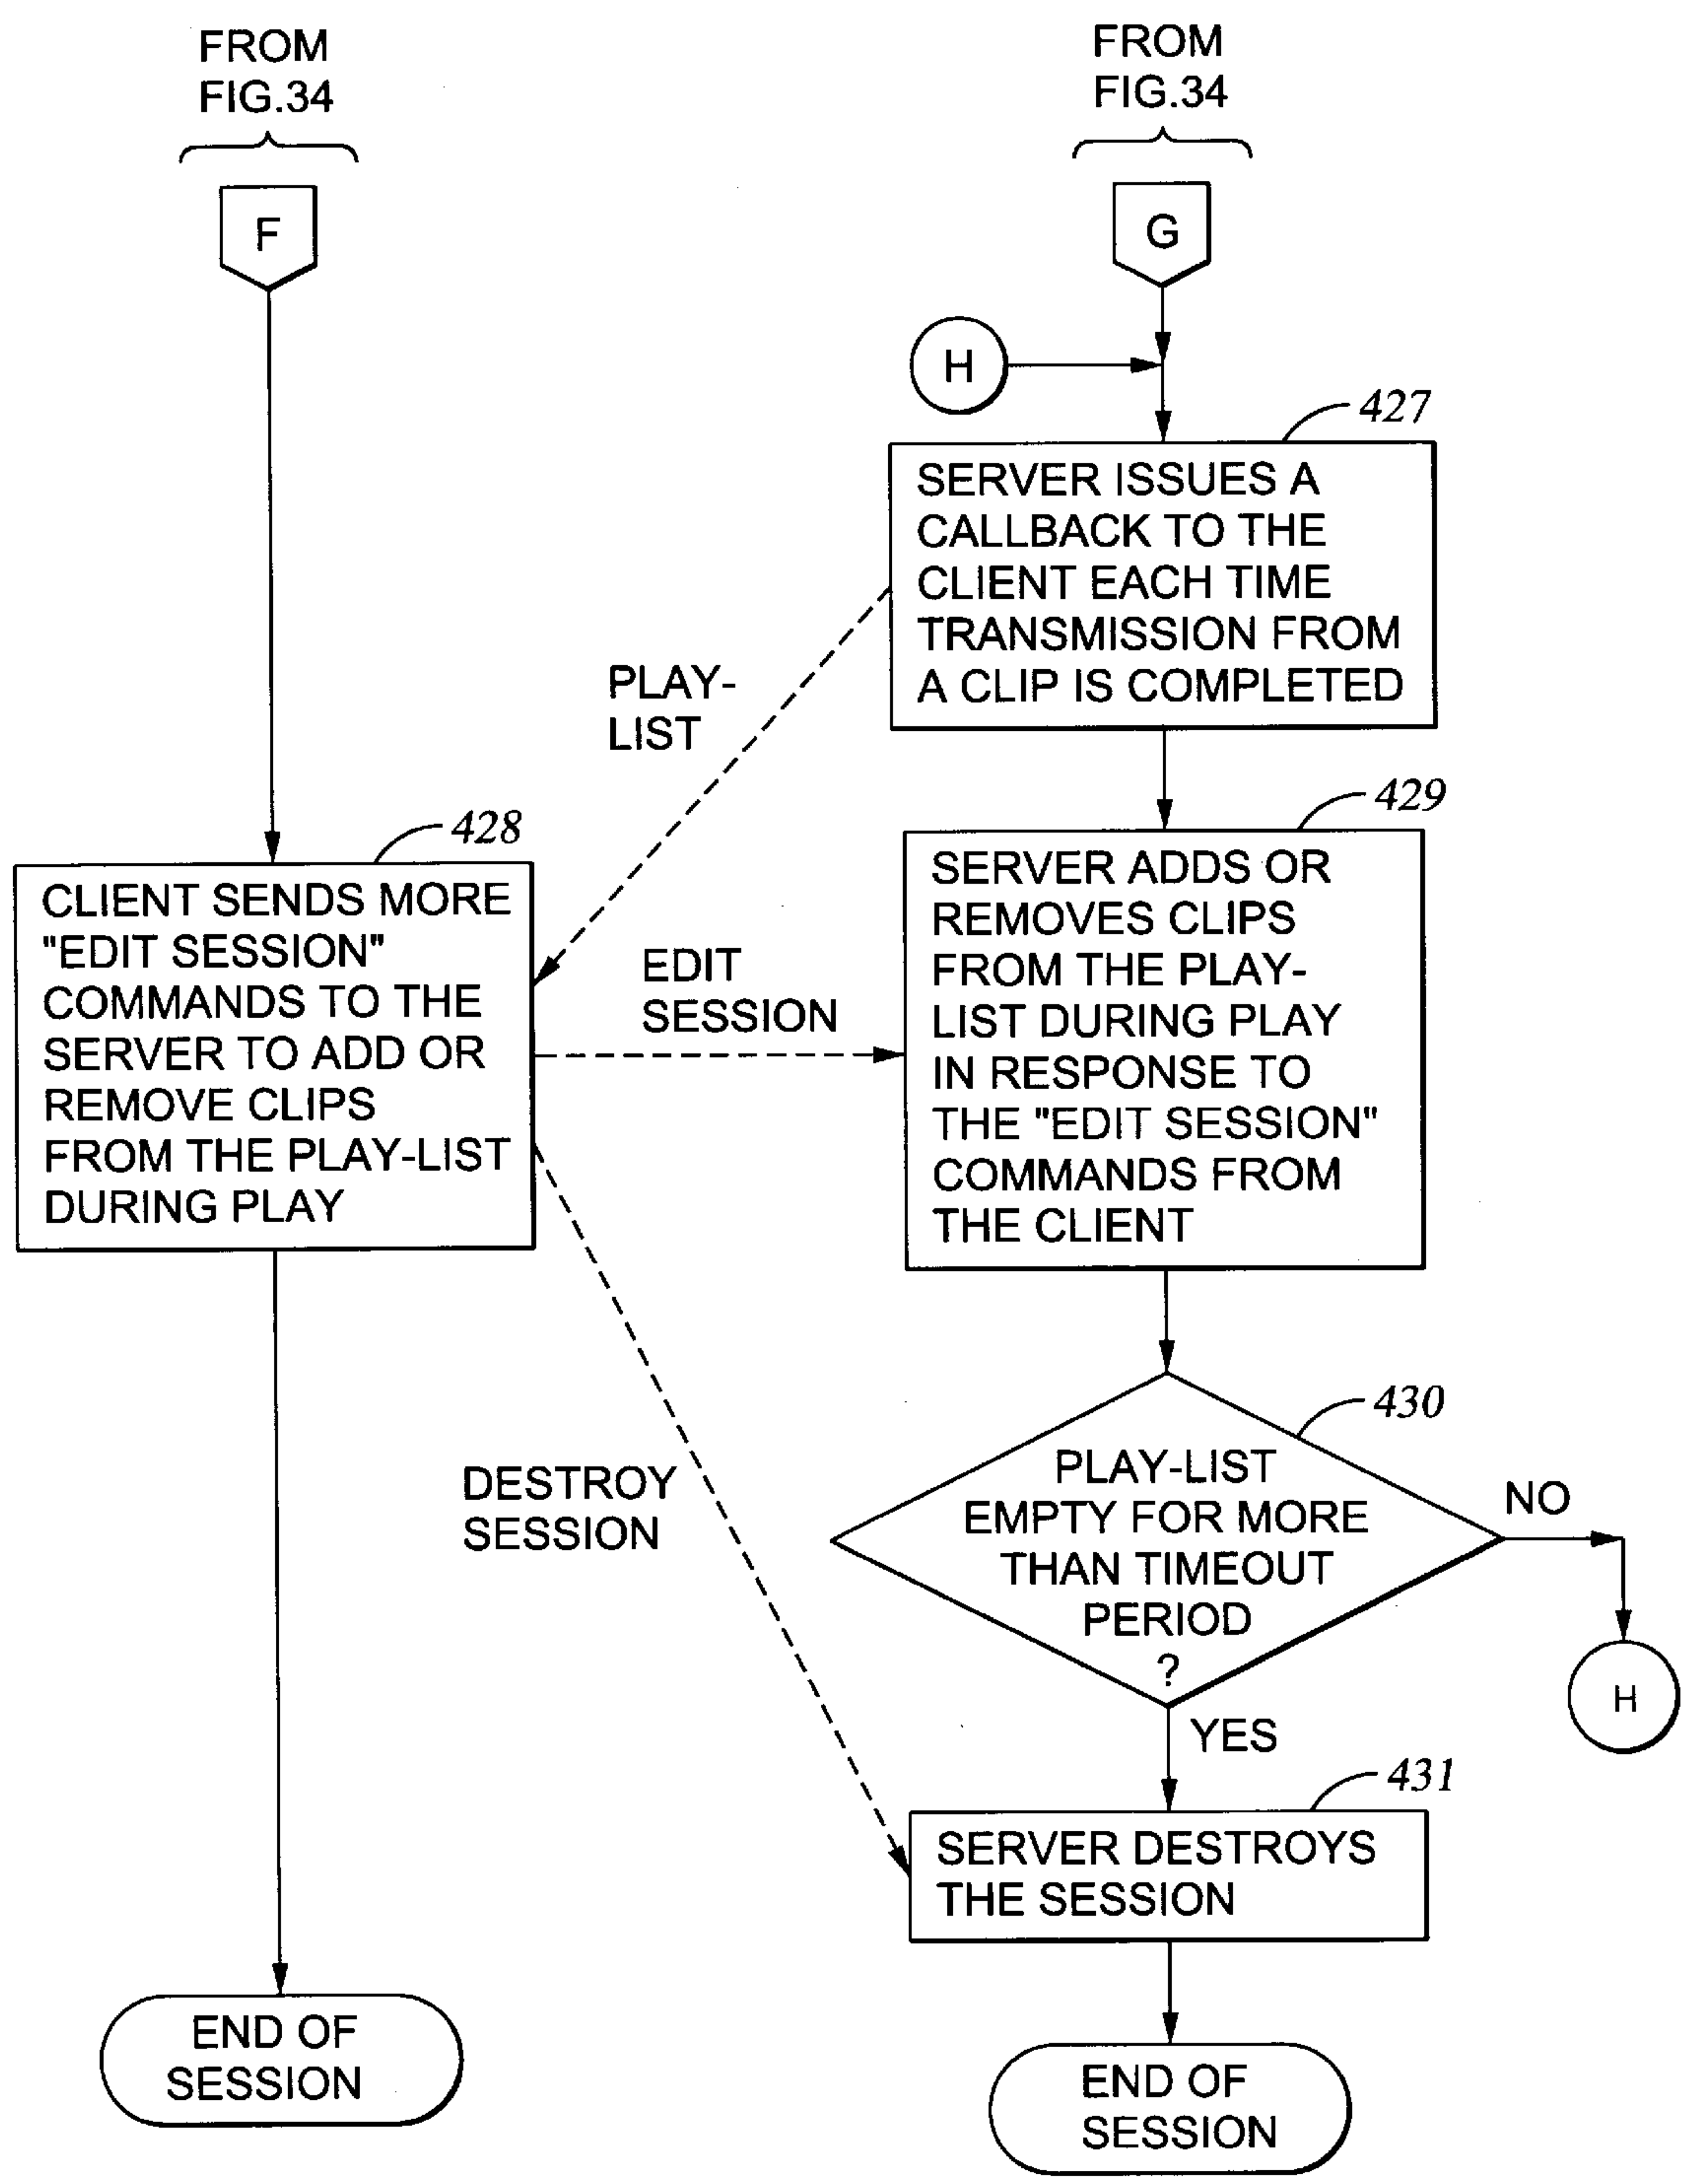 FROM
FIG.34
F
FROM
FIG.34
G
H
427
SERVER ISSUES A
CALLBACK TO THE
CLIENT EACH TIME
TRANSMISSION FROM
A CLIP IS COMPLETED
PLAY-
LIST
428
CLIENT SENDS MORE
"EDIT SESSION"
COMMANDS TO THE
SERVER TO ADD OR
REMOVE CLIPS
FROM THE PLAY-LIST
DURING PLAY
EDIT
SESSION
429
SERVER ADDS OR
REMOVES CLIPS
FROM THE PLAY-
LIST DURING PLAY
IN RESPONSE TO
THE "EDIT SESSION"
COMMANDS FROM
THE CLIENT
DESTROY
SESSION
430
PLAY-LIST
EMPTY FOR MORE
THAN TIMEOUT
PERIOD
?
NO
H
YES
431
SERVER DESTROYS
THE SESSION
END OF
SESSION
END OF
SESSION